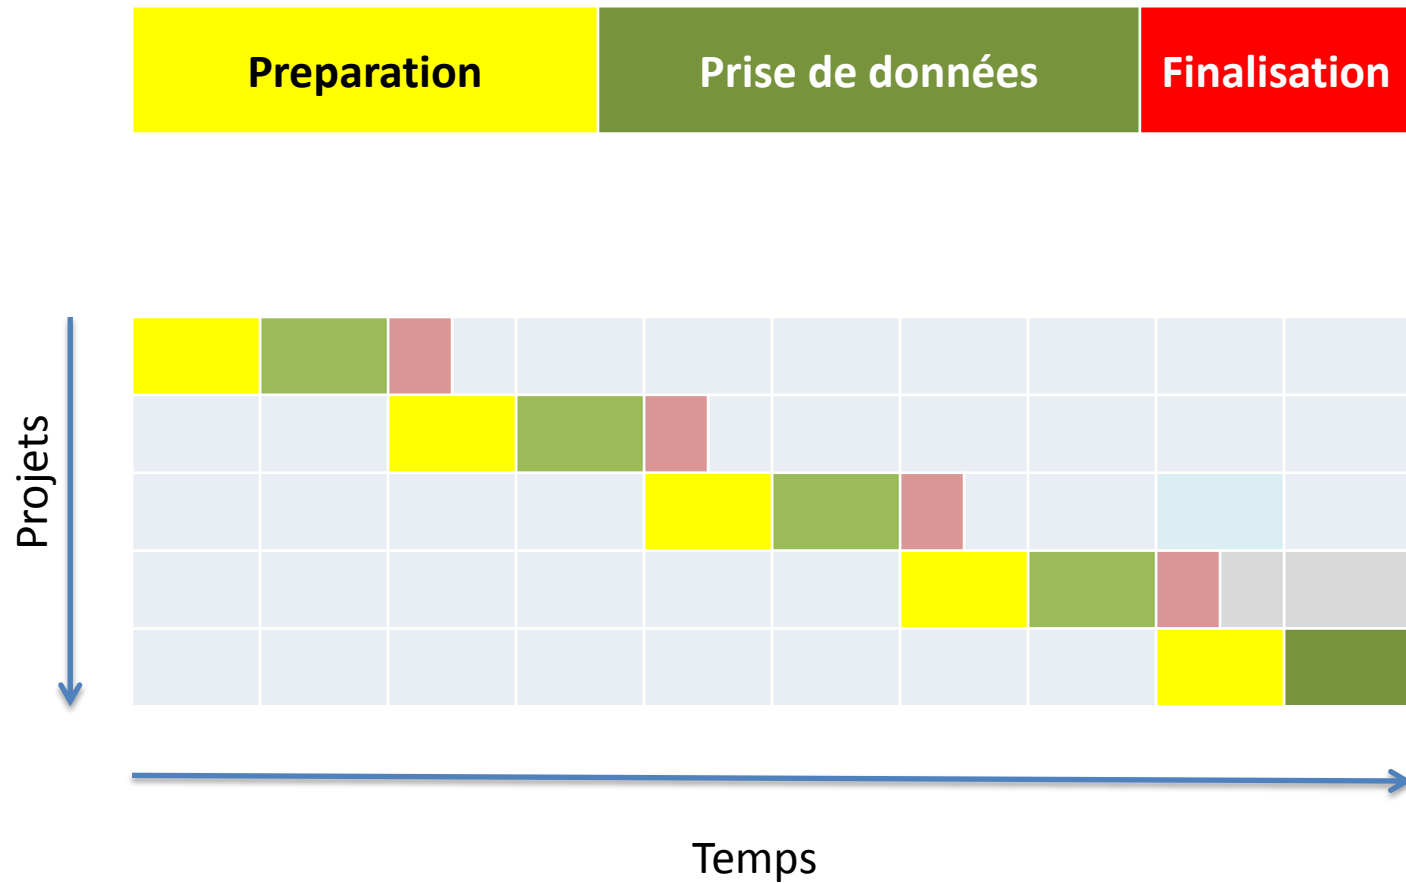 Preparation
Prise de données
Finalisation
Projets
Temps